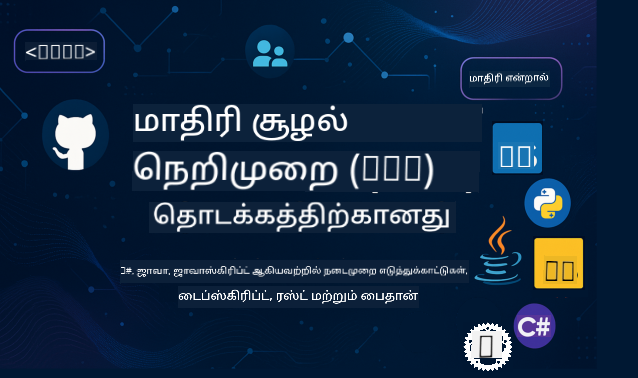 மாதிரி என்றால்
மாதிரி சூழல்
நெறிமுறை (
தொடக்கத்திற்கானது
#, ஜாவா, ஜாவாஸ்கிரிப்ட் ஆகியவற்றில் நடைமுறை எடுத்துக்காட்டுகள்,
டைப்ஸ்கிரிப்ட், ரஸ்ட் மற்றும் பைதான்
C#